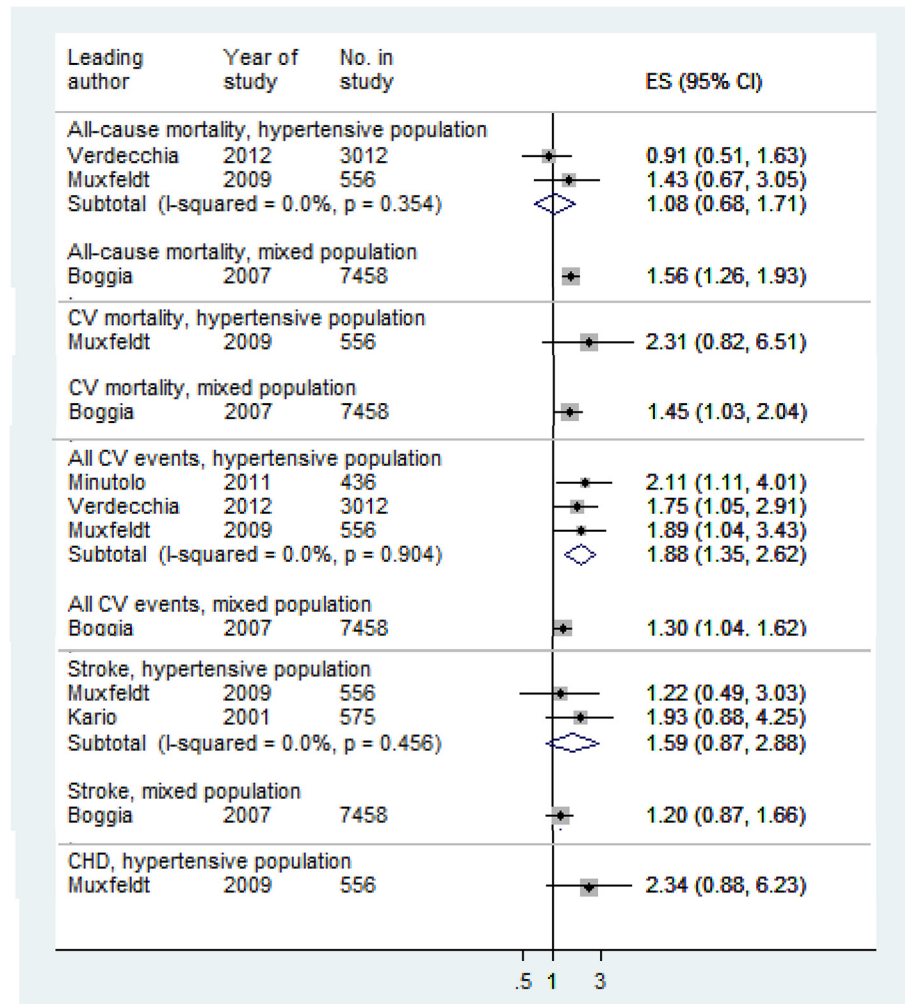 Leading Year of No. in
author study study ES (95% CI)
All-cause mortality, hypertensive population
Verdecchia 2012 3012 0.91 (0.51, 1.63)
Muxfeldt 2009 556 1.43 (0.67, 3.05)
Subtotal (I-squared = 0.0%, p = 0.354) 1.08 (0.68, 1.71)
All-cause mortality, mixed population
Boggia 2007 7458 1.56 (1.26, 1.93)
CV mortality, hypertensive population
Muxfeldt 2009 556 2.31 (0.82, 6.51)
CV mortality, mixed population
Boggia 2007 7458 1.45 (1.03, 2.04)
All CV events, hypertensive population
Minutolo 2011 436 2.11 (1.11, 4.01)
Verdecchia 2012 3012 1.75 (1.05, 2.91)
Muxfeldt 2009 556 1.89 (1.04, 3.43)
Subtotal (I-squared = 0.0%, p = 0.904) 1.88 (1.35, 2.62)
All CV events, mixed population
Boggia 2007 7458 1.30 (1.04, 1.62)
Stroke, hypertensive population
Muxfeldt 2009 556 1.22 (0.49, 3.03)
Kario 2001 575 1.93 (0.88, 4.25)
Subtotal (I-squared = 0.0%, p = 0.456) 1.59 (0.87, 2.88)
Stroke, mixed population
Boggia 2007 7458 1.20 (0.87, 1.66)
CHD, hypertensive population
Muxfeldt 2009 556 2.34 (0.88, 6.23)
.5 1 3